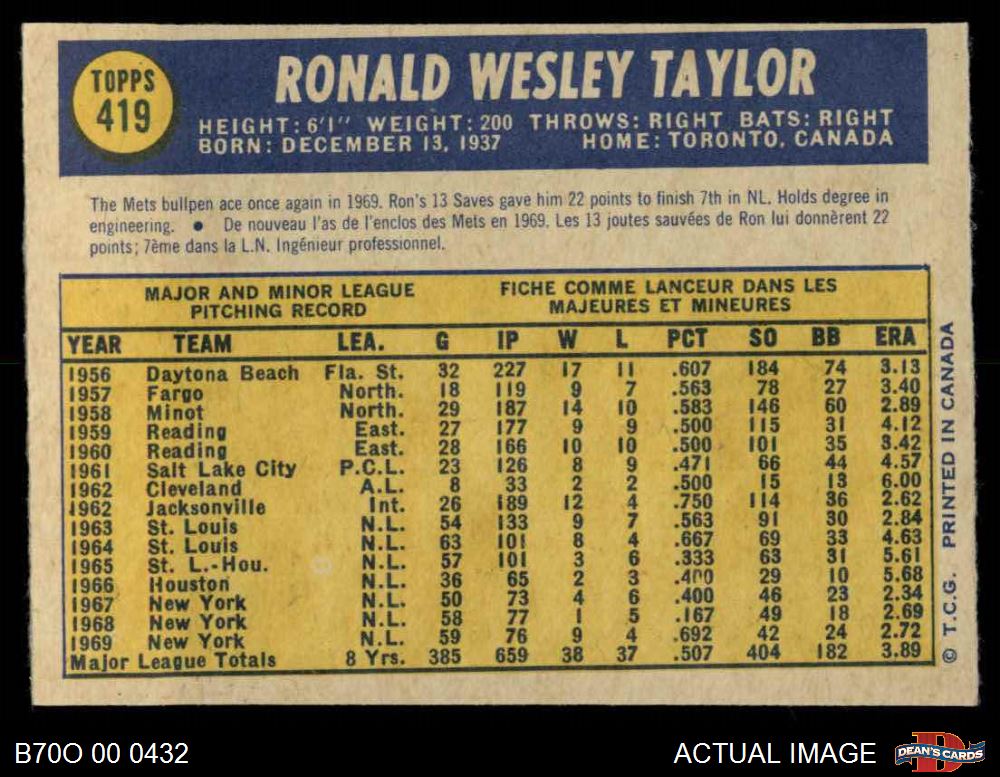 TOPPS
419
RONALD WESLEY TAYLOR
HEIGHT: 6'1" WEIGHT: 200 THROWS: RIGHT BATS: RIGHT
BORN: DECEMBER 13, 1937 HOME: TORONTO, CANADA
The Mets bullpen ace once again in 1969. Ron's 13 Saves gave him 22 points to finish 7th in NL. Holds degree in
engineering. ● De nouveau l'as de l'enclos des Mets en 1969. Les 13 joutes sauvées de Ron lui donnèrent 22
points; 7ème dans la L.N. Ingénieur professionnel.
MAJOR AND MINOR LEAGUE
PITCHING RECORD
FICHE COMME LANCEUR DANS LES
MAJEURES ET MINEURES
YEAR TEAM LEA. G IP W L PCT SO BB ERA
1956 Daytona Beach Fla. St. 32 227 17 11 .607 184 74 3.13
1957 Fargo North. 18 119 9 7 .563 78 27 3.40
1958 Minot North. 29 187 14 10 .583 146 60 2.89
1959 Reading East. 27 177 9 9 .500 115 31 4.12
1960 Reading East. 28 166 10 10 .500 101 35 3.42
1961 Salt Lake City P.C.L. 23 126 8 9 .471 66 44 4.57
1962 Cleveland A.L. 8 33 2 2 .500 15 13 6.00
1962 Jacksonville Int. 26 189 12 4 .750 114 36 2.62
1963 St. Louis N.L. 54 133 9 7 .563 91 30 2.84
1964 St. Louis N.L. 63 101 8 4 .667 69 33 4.63
1965 St. L.-Hou. N.L. 57 101 3 6 .333 63 31 5.61
1966 Houston N.L. 36 65 2 3 .400 29 10 5.68
1967 New York N.L. 50 73 4 6 .400 46 23 2.34
1968 New York N.L. 58 77 1 5 .167 49 18 2.69
1969 New York N.L. 59 76 9 4 .692 42 24 2.72
Major League Totals 8 Yrs. 385 659 38 37 .507 404 182 3.89
© T.C.G. PRINTED IN CANADA
B70O 00 0432
ACTUAL IMAGE
D
DEAN'S CARDS